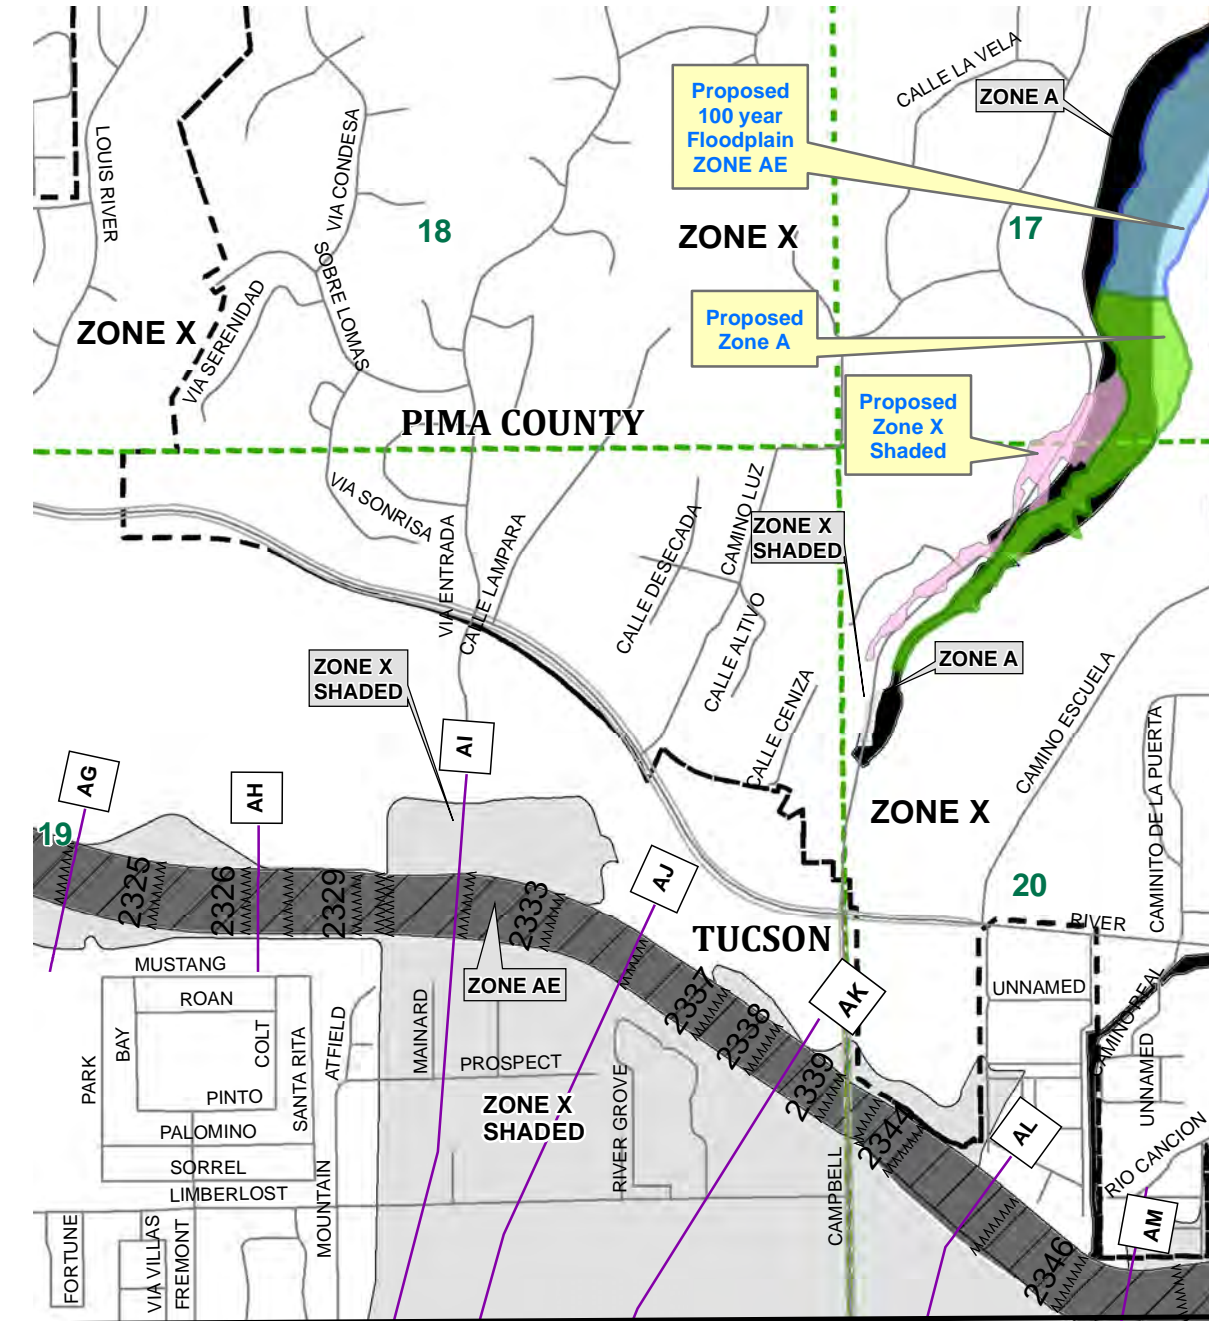 CALLE LA VELA
ZONE A
Proposed
100 year
Floodplain
ZONE AE
LOUIS RIVER
VIA CONDESA
18
ZONE X
17
SOBRE LOMAS
VIA SERENIDAD
ZONE X
Proposed
Zone A
PIMA COUNTY
Proposed
Zone X
Shaded
VIA SONRISA
VIA ENTRADA
CALLE LAMPARA
CALLE DESECADA
CAMINO LUZ
ZONE X
SHADED
CALLE ALTIVO
CALLE CENIZA
ZONE A
ZONE X
SHADED
CAMINO ESCUELA
CAMINITO DE LA PUERTA
AG
AH
AI
ZONE X
19
AJ
20
2325
2326
2329
2333
RIVER
TUCSON
ZONE AE
MUSTANG
ROAN
BAY
COLT
PARK
SANTA RITA
ATFIELD
MAINARD
PROSPECT
PINTO
PALOMINO
SORREL
LIMBERLOST
ZONE X
SHADED
RIVER GROVE
2337
2338
2339
2344
AK
UNNAMED
CAMINO REAL
UNNAMED
AL
RIO CANCION
AM
CAMPBELL
2346
MOUNTAIN
FORTUNE
VIA VILLAS
FREMONT